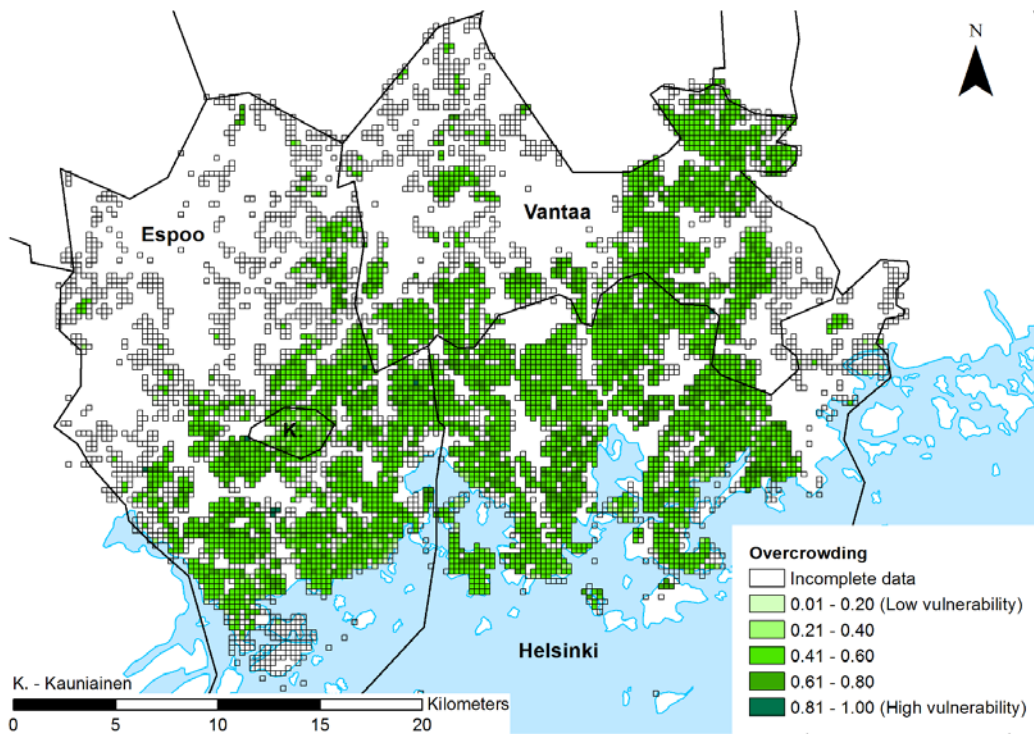 N
Espoo
Vantaa
K
Helsinki
K. - Kauniainen
Kilometers
0 5 10 15 20
Overcrowding
Incomplete data
0.01 - 0.20 (Low vulnerability)
0.21 - 0.40
0.41 - 0.60
0.61 - 0.80
0.81 - 1.00 (High vulnerability)